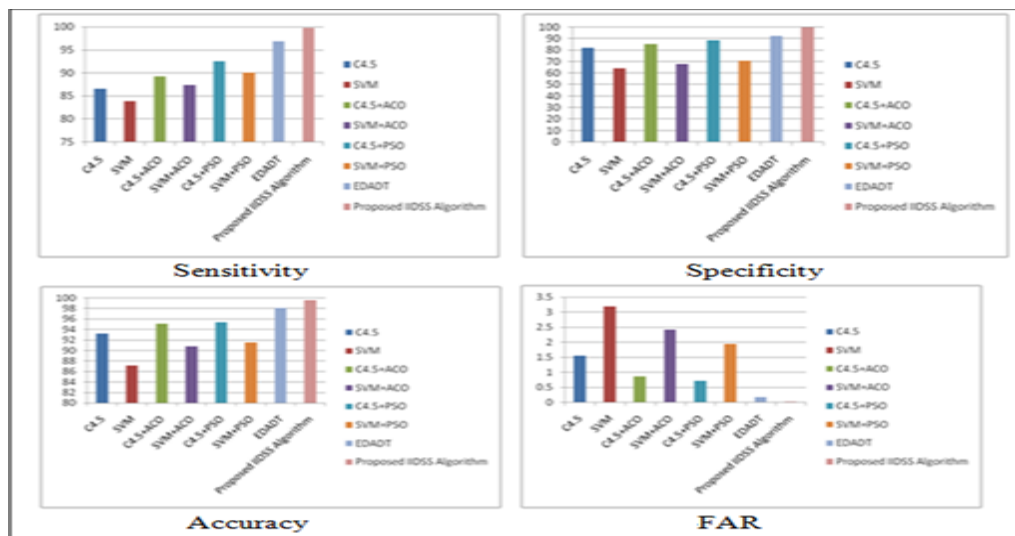 100
95
90
85
80
75
C4.5
SVM
C4.5+ACO
SVM+ACO
C4.5+PSO
SVM+PSO
EDADT
Proposed IIDSS Algorithm
C4.5
SVM
C4.5+ACO
SVM+ACO
C4.5+PSO
SVM+PSO
EDADT
Proposed IIDSS Algorithm
Sensitivity
100
90
80
70
60
50
40
30
20
10
0
C4.5
SVM
C4.5+ACO
SVM+ACO
C4.5+PSO
SVM+PSO
EDADT
Proposed IIDSS Algorithm
C4.5
SVM
C4.5+ACO
SVM+ACO
C4.5+PSO
SVM+PSO
EDADT
Proposed IIDSS Algorithm
Specificity
100
98
96
94
92
90
88
86
84
82
80
C4.5
SVM
C4.5+ACO
SVM+ACO
C4.5+PSO
SVM+PSO
EDADT
Proposed IIDSS Algorithm
C4.5
SVM
C4.5+ACO
SVM+ACO
C4.5+PSO
SVM+PSO
EDADT
Proposed IIDSS Algorithm
Accuracy
3.5
3
2.5
2
1.5
1
0.5
0
C4.5
SVM
C4.5+ACO
SVM+ACO
C4.5+PSO
SVM+PSO
EDADT
Proposed IIDSS Algorithm
C4.5
SVM
C4.5+ACO
SVM+ACO
C4.5+PSO
SVM+PSO
EDADT
Proposed IIDSS Algorithm
FAR